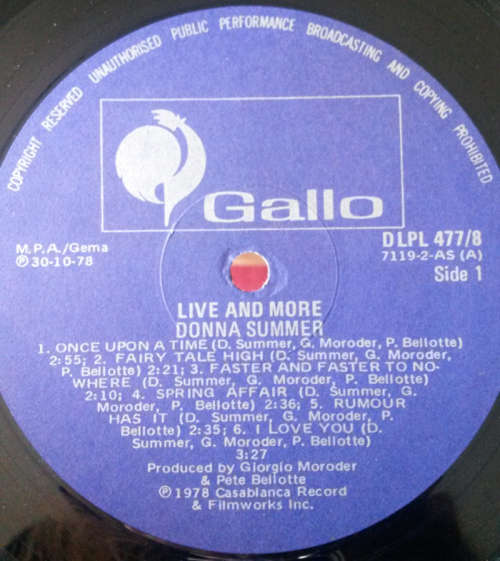 COPYRIGHT RESERVED UNAUTHORISED PUBLIC PERFORMANCE BROADCASTING AND COPYING PROHIBITED
Gallo
M.P.A./Gema
℗30-10-78
DLPL 477/8
7119-2-AS (A)
Side 1
LIVE AND MORE
DONNA SUMMER
1. ONCE UPON A TIME (D. Summer, G. Moroder, P. Bellotte)
2:55; 2. FAIRY TALE HIGH (D. Summer, G. Moroder,
P. Bellotte) 2:21; 3. FASTER AND FASTER TO NO-
WHERE (D. Summer, G. Moroder, P. Bellotte)
2:10; 4. SPRING AFFAIR (D. Summer, G.
Moroder, P. Bellotte) 2:36; 5. RUMOUR
HAS IT (D. Summer, G. Moroder, P.
Bellotte) 2:35; 6. I LOVE YOU (D.
Summer, G. Moroder, P. Bellotte)
3:27
Produced by Giorgio Moroder
& Pete Bellotte
℗1978 Casablanca Record
& Filmworks Inc.